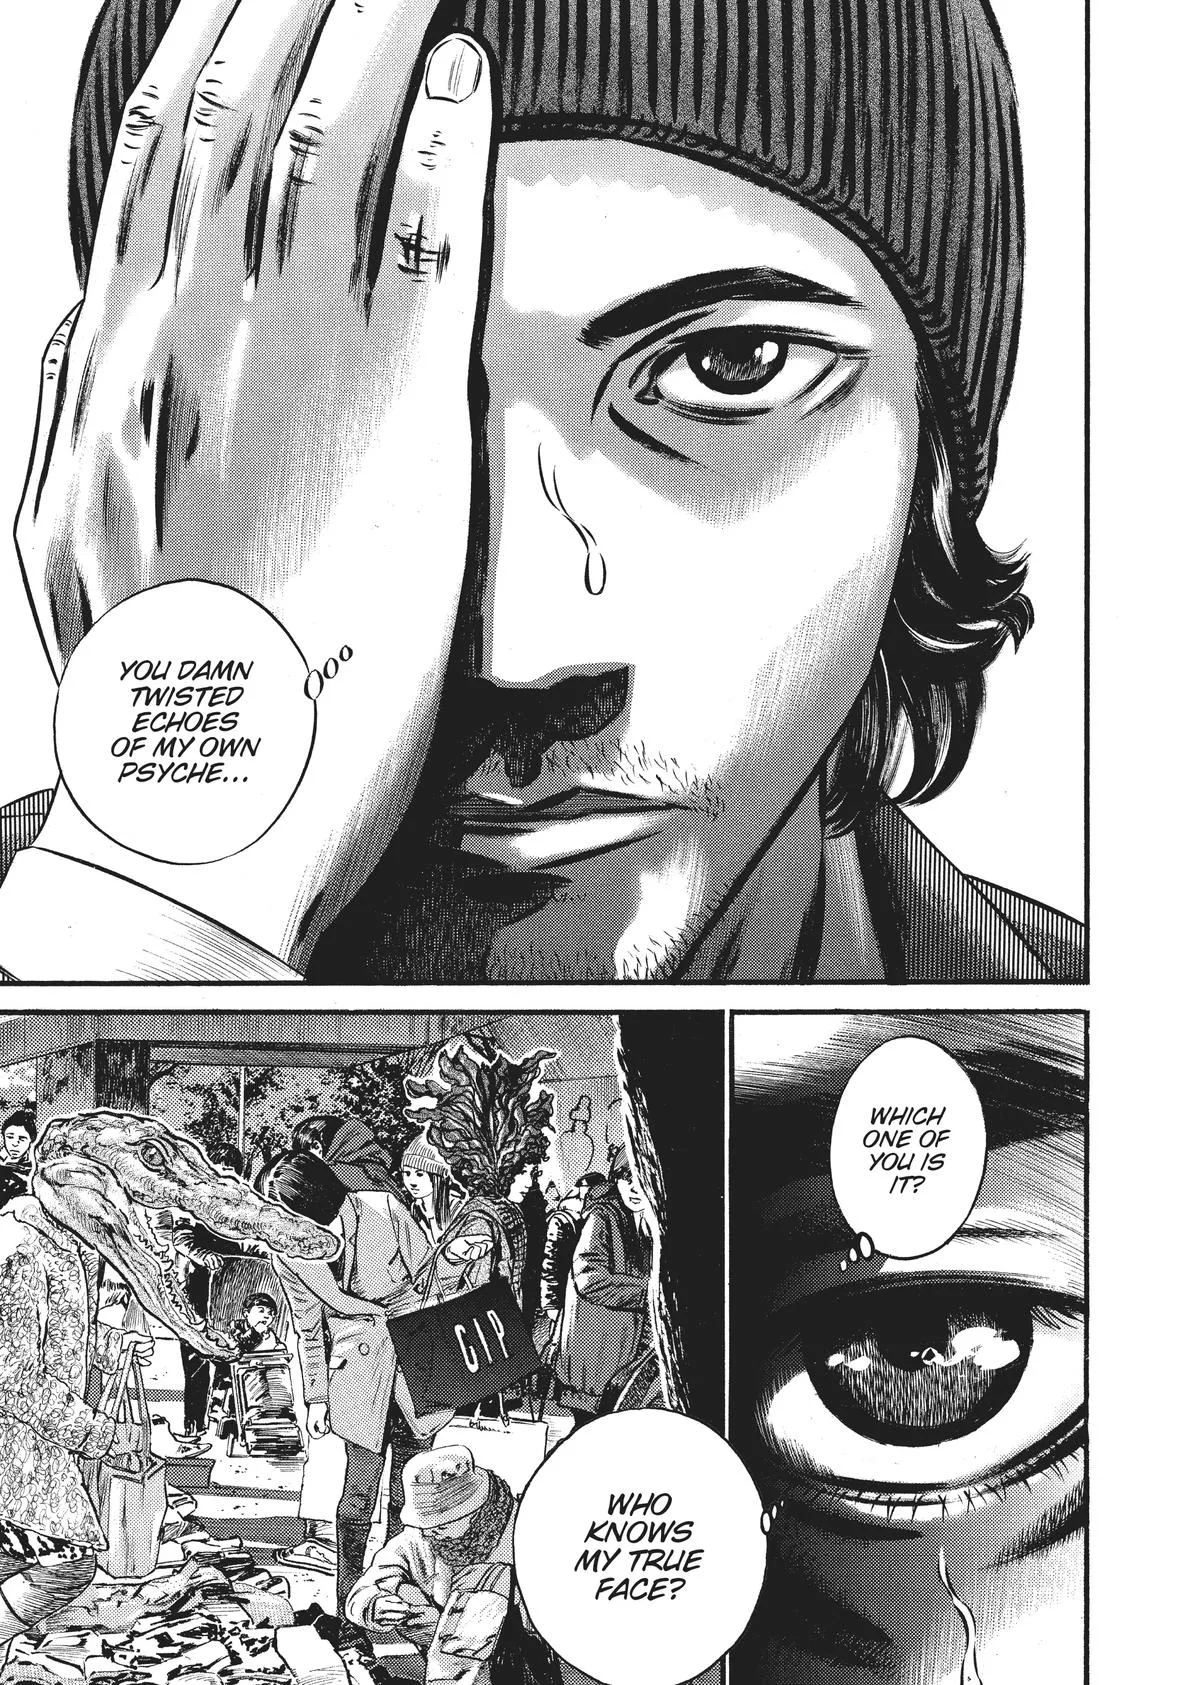 YOU DAMN
TWISTED
ECHOES
OF MY OWN
PSYCHE...
WHICH
ONE OF
YOU IS
IT?
GIP
WHO
KNOWS
MY TRUE
FACE?